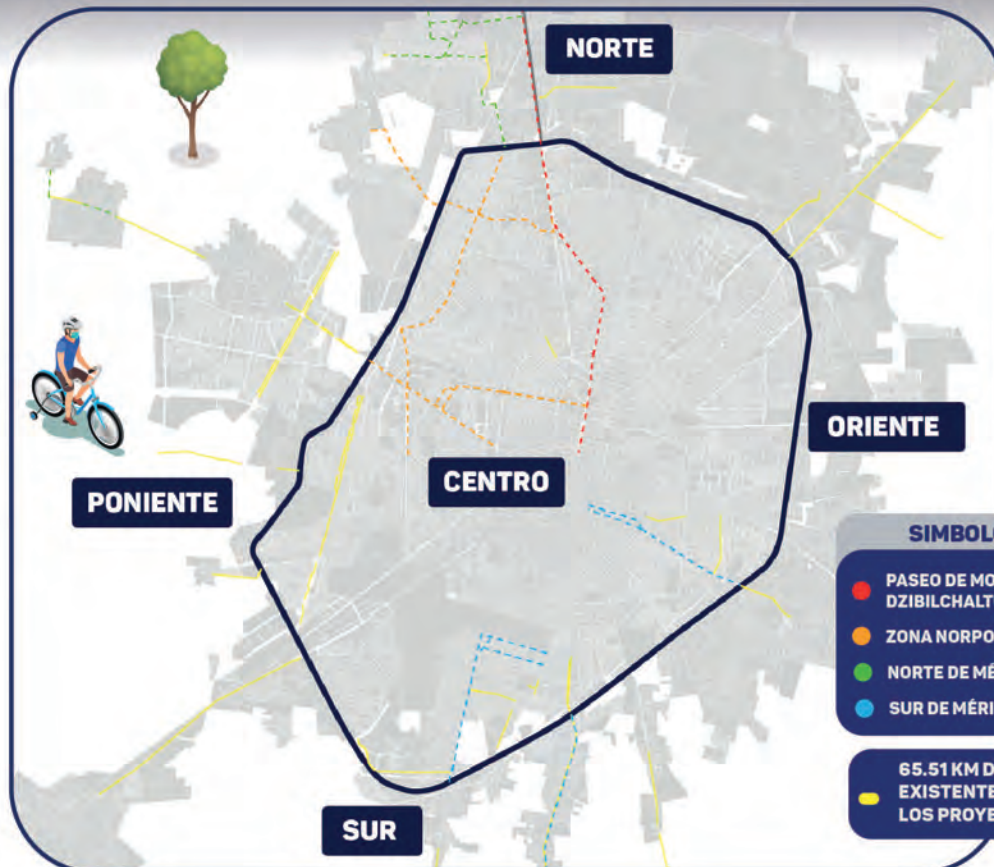 NORTE
ORIENTE
CENTRO
PONIENTE
SUR
SIMBOLO
PASEO DE MO
DZIBILCHALT
ZONA NORPO
NORTE DE MÉ
SUR DE MÉRI
65.51 KM D
EXISTENTE
LOS PROYE